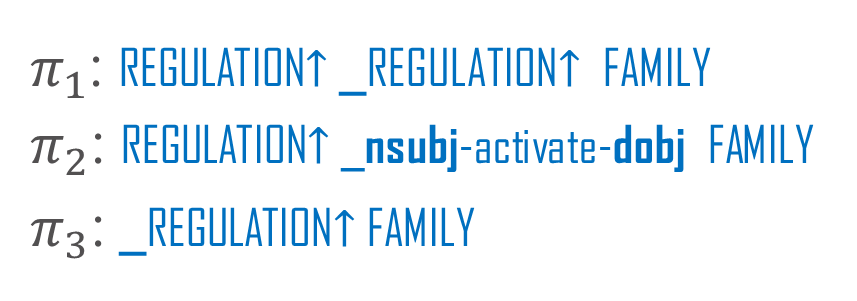 π₁: REGULATION↑ _REGULATION↑ FAMILY
π₂: REGULATION↑ _nsubj-activate-dobj FAMILY
π₃: _REGULATION↑ FAMILY